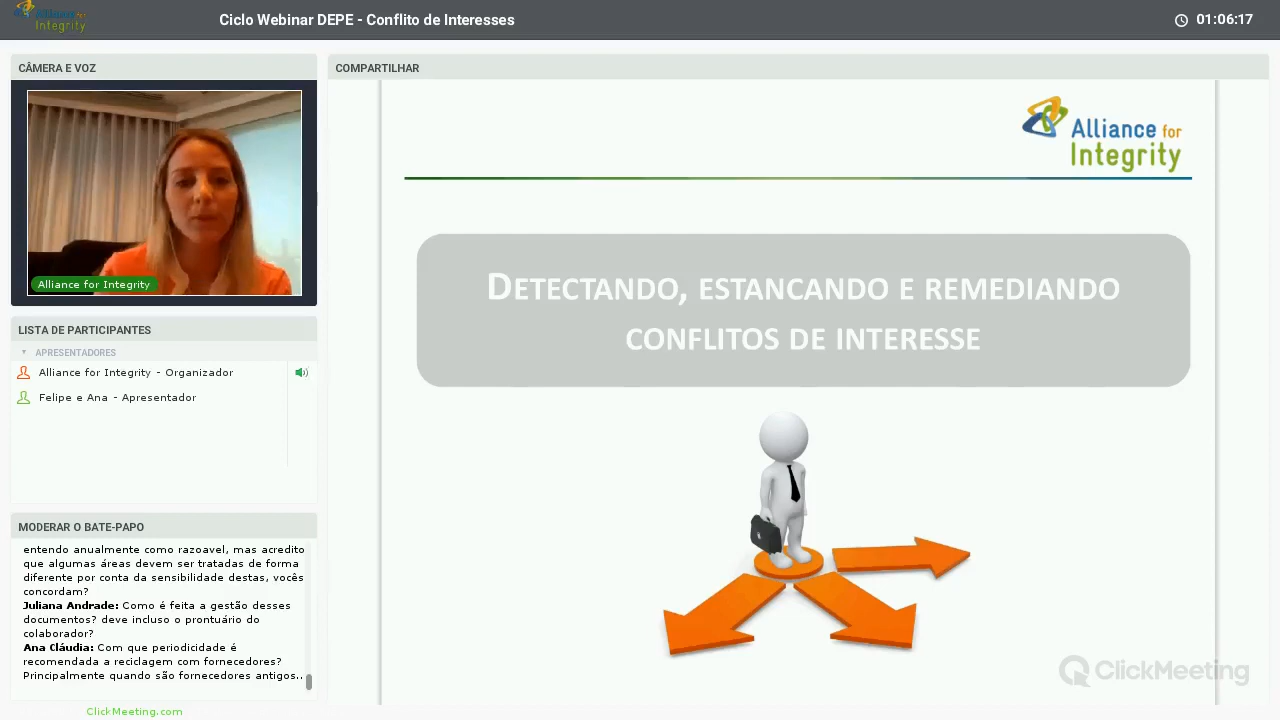 Alliance for
Integrity
Ciclo Webinar DEPE - Conflito de Interesses
01:06:17
CÂMERA E VOZ
Alliance for Integrity
LISTA DE PARTICIPANTES
APRESENTADORES
Alliance for Integrity - Organizador
Felipe e Ana - Apresentador
MODERAR O BATE-PAPO
entendo anualmente como razoavel, mas acredito
que algumas áreas devem ser tratadas de forma
diferente por conta da sensibilidade destas, vocês
concordam?
Juliana Andrade: Como é feita a gestão desses
documentos? deve incluso o prontuário do
colaborador?
Ana Cláudia: Com que periodicidade é
recomendada a reciclagem com fornecedores?
Principalmente quando são fornecedores antigos..
ClickMeeting.com
COMPARTILHAR
Alliance for
Integrity
DETECTANDO, ESTANCANDO E REMEDIANDO
CONFLITOS DE INTERESSE
ClickMeeting